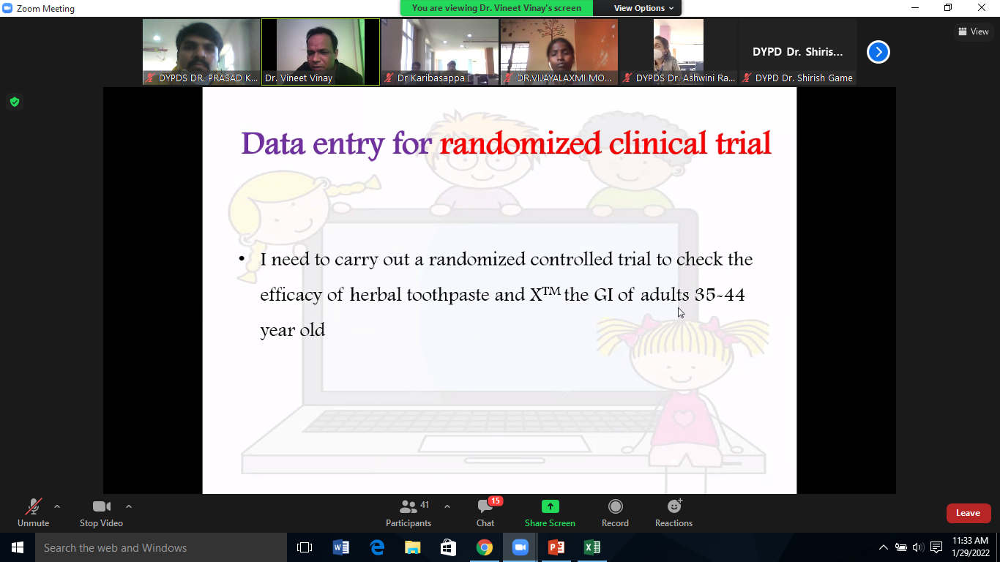 Zoom Meeting
You are viewing Dr. Vineet Vinay's screen
View Options
View
DYPDS DR. PRASAD K...
Dr. Vineet Vinay
Dr Karibasappa
DR.VIJAYALAXMI MO...
DYPDS Dr. Ashwini Ra...
DYPD Dr. Shiris...
DYPD Dr. Shirish Game
Data entry for randomized clinical trial
• I need to carry out a randomized controlled trial to check the
efficacy of herbal toothpaste and X™ the GI of adults 35-44
year old
Unmute
Stop Video
Participants
41
Chat
15
Share Screen
Record
Reactions
Leave
Search the web and Windows
11:33 AM
1/29/2022